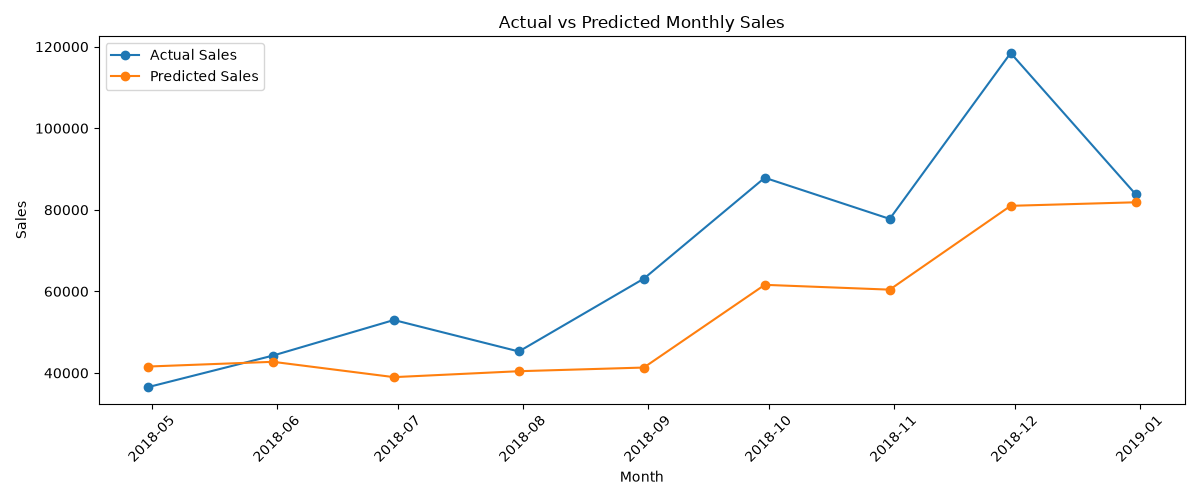 Actual vs Predicted Monthly Sales
Actual Sales
Predicted Sales
120000
100000
80000
60000
40000
Sales
2018-05
2018-06
2018-07
2018-08
2018-09
2018-10
2018-11
2018-12
2019-01
Month